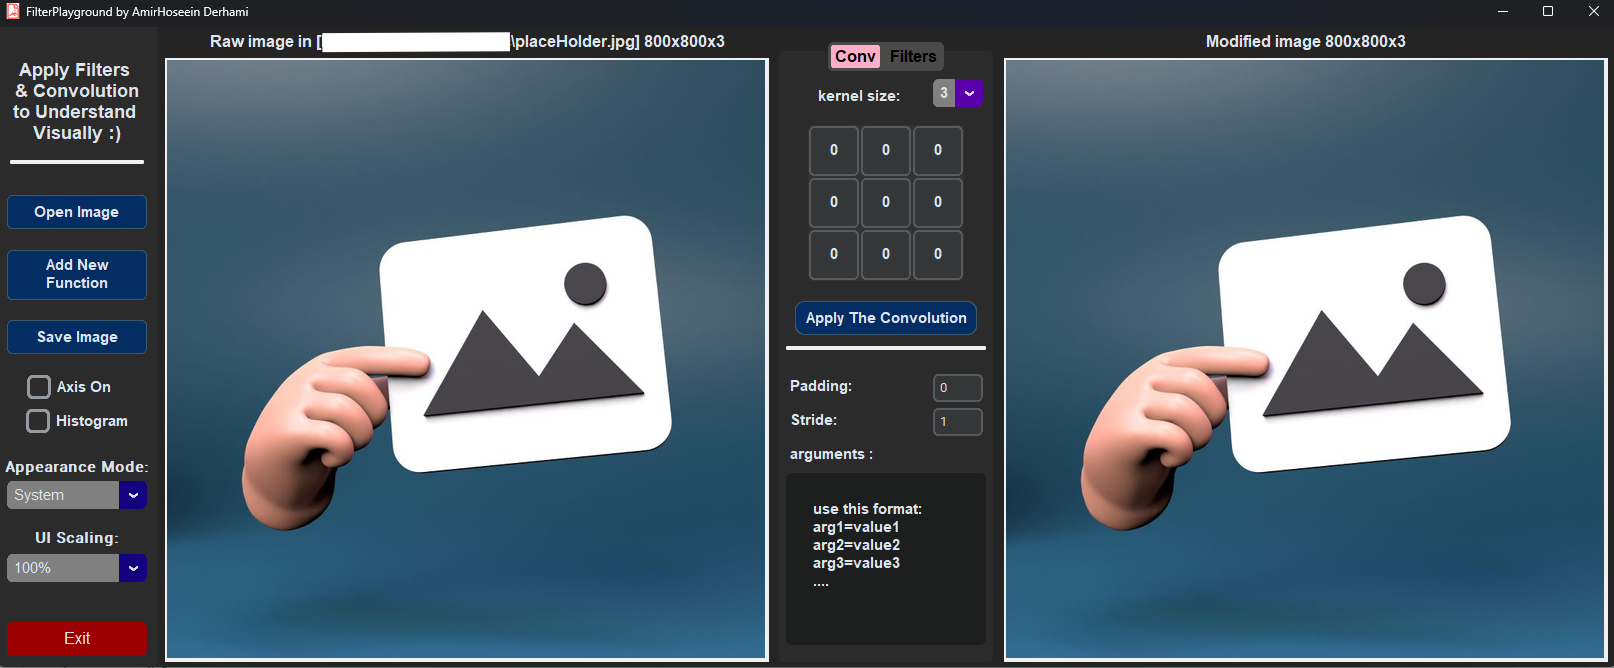 FilterPlayground by AmirHoseein Derhami
Apply Filters
& Convolution
to Understand
Visually :)
Open Image
Add New
Function
Save Image
Axis On
Histogram
Appearance Mode:
System
UI Scaling:
100%
Exit
Raw image in [ \placeHolder.jpg] 800x800x3
Conv Filters
kernel size: 3
0 0 0
0 0 0
0 0 0
Apply The Convolution
Padding: 0
Stride: 1
arguments :
use this format:
arg1=value1
arg2=value2
arg3=value3
....
Modified image 800x800x3